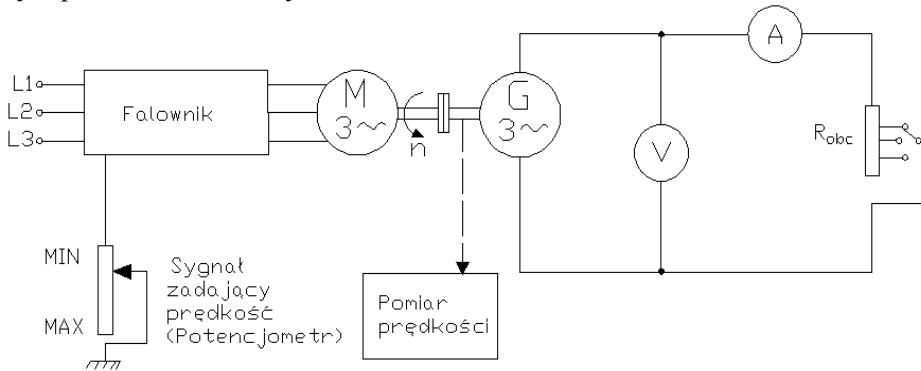 L1
L2
L3
Falownik
M
3~
n
G
3~
V
A
Robc
MIN
MAX
Sygnał
zadający
prędkość
(Potencjometr)
Pomiar
prędkości